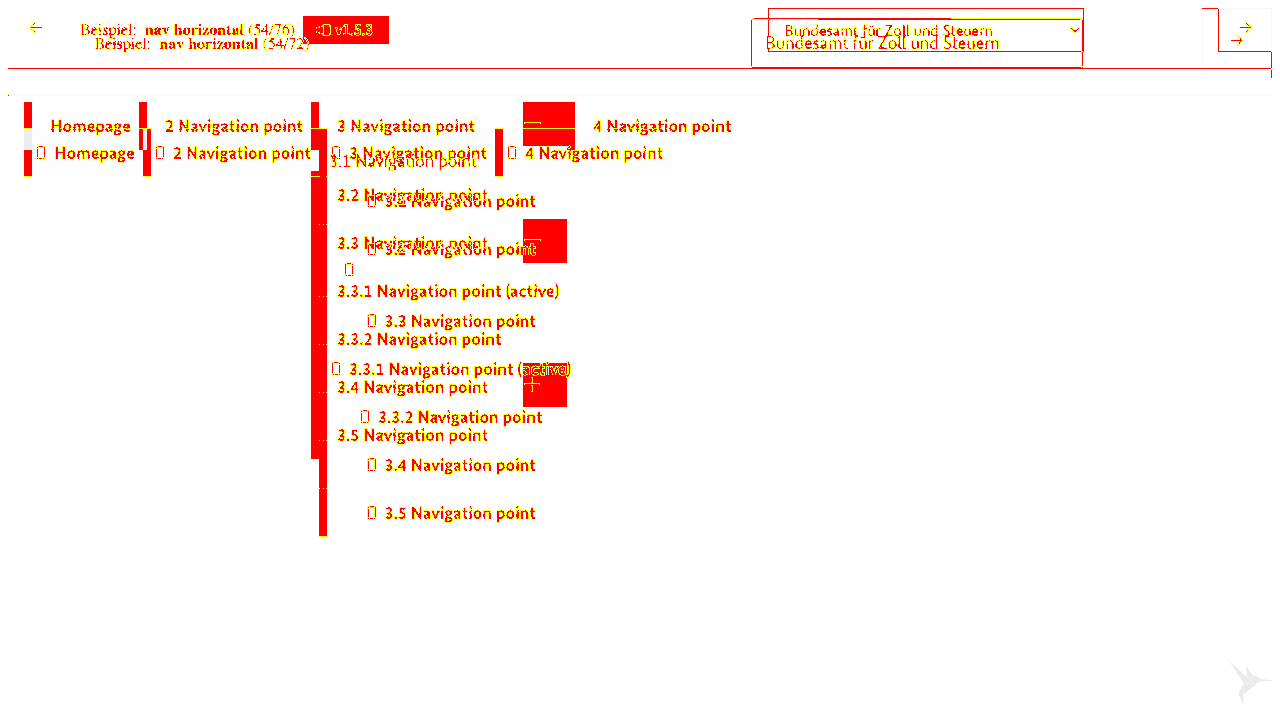 Beispiel: nav horizontal (54/76) v1.5.3 Bundesamt für Zoll und Steuern
Beispiel: nav horizontal (54/72) Bundesamt für Zoll und Steuern
Homepage 2 Navigation point 3 Navigation point 4 Navigation point
Homepage 2 Navigation point 3 Navigation point 4 Navigation point
3.1 Navigation point
3.2 Navigation point
3.2 Navigation point
3.3 Navigation point
3.2 Navigation point
3.3.1 Navigation point (active)
3.3 Navigation point
3.3.2 Navigation point
3.3.1 Navigation point (active)
3.4 Navigation point
3.3.2 Navigation point
3.5 Navigation point
3.4 Navigation point
3.5 Navigation point